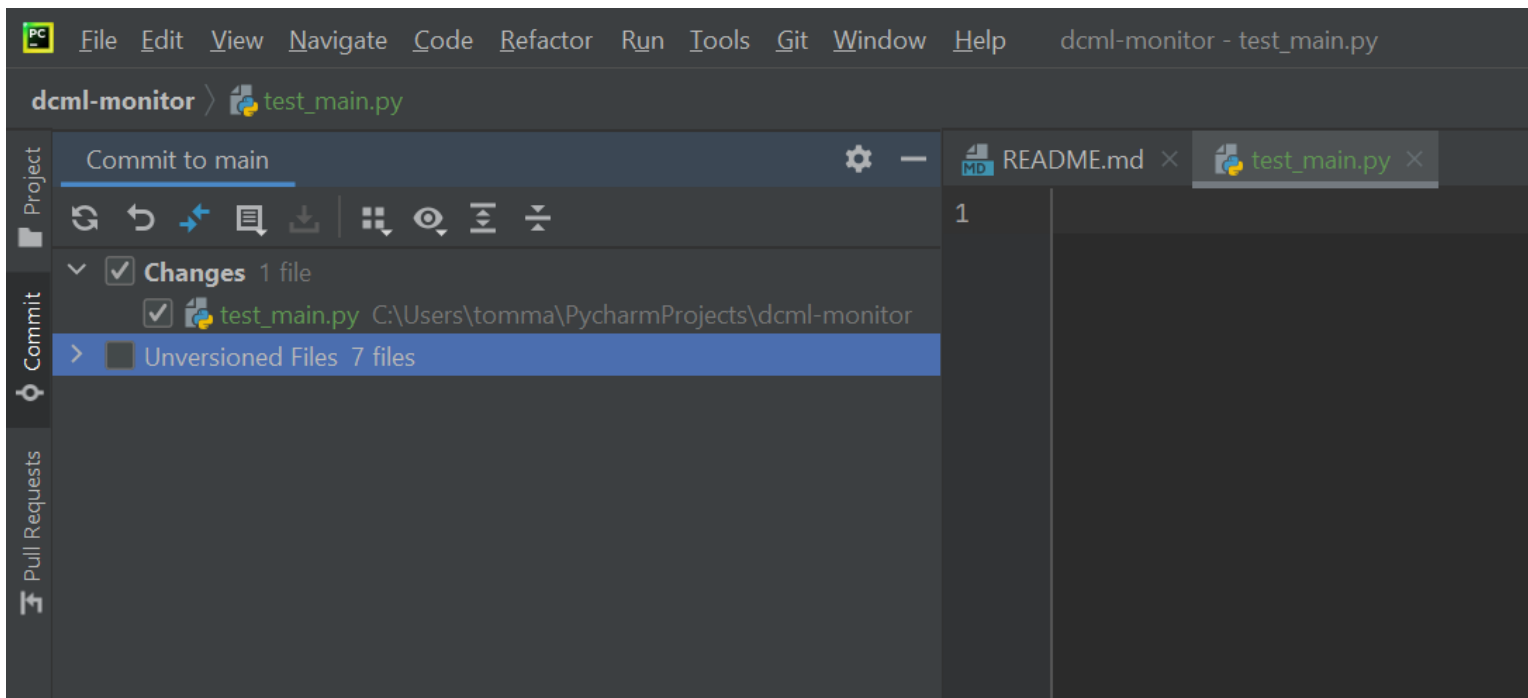 PC File Edit View Navigate Code Refactor Run Tools Git Window Help dcml-monitor - test_main.py
dcml-monitor test_main.py
Project
Commit
Pull Requests
Commit to main
Changes 1 file
test_main.py C:\Users\tomma\PycharmProjects\dcml-monitor
Unversioned Files 7 files
MD README.md test_main.py
1